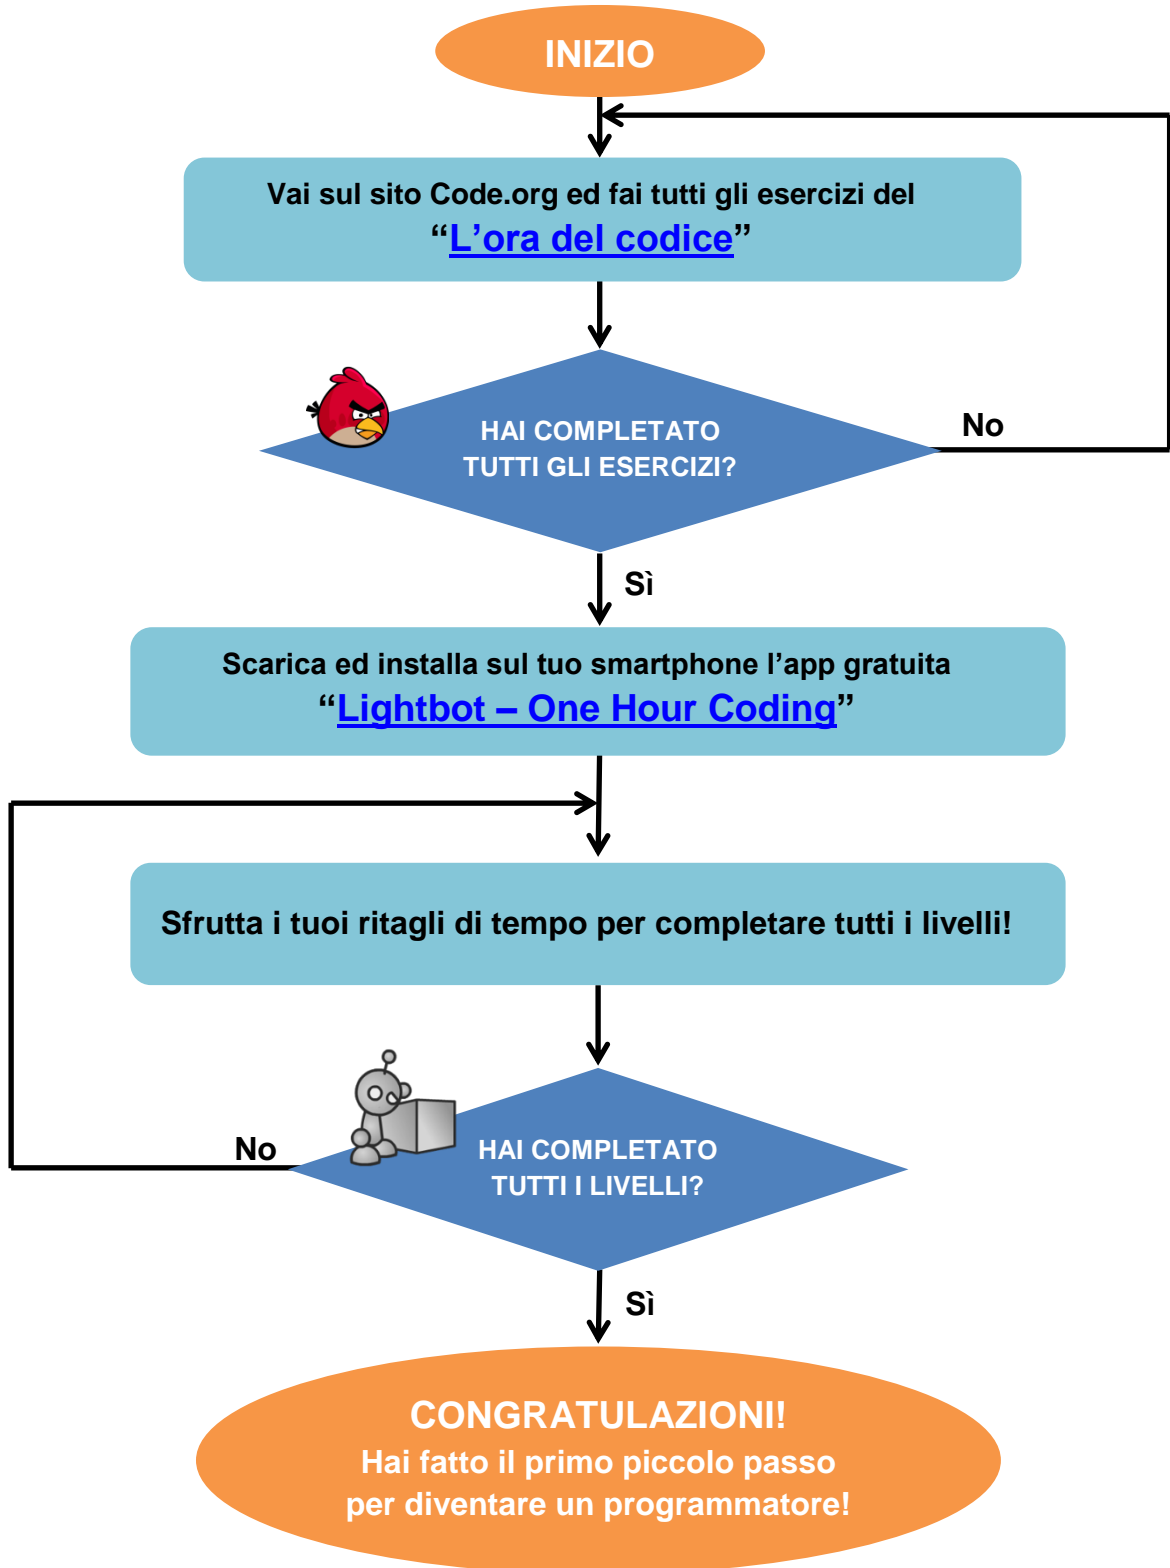 INIZIO
Vai sul sito Code.org ed fai tutti gli esercizi del
“L’ora del codice”
HAI COMPLETATO
TUTTI GLI ESERCIZI?
No
Sì
Scarica ed installa sul tuo smartphone l’app gratuita
“Lightbot – One Hour Coding”
Sfrutta i tuoi ritagli di tempo per completare tutti i livelli!
No
HAI COMPLETATO
TUTTI I LIVELLI?
Sì
CONGRATULAZIONI!
Hai fatto il primo piccolo passo
per diventare un programmatore!